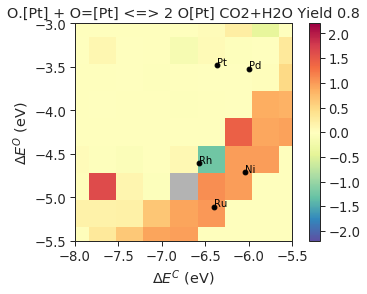 O.[Pt] + O=[Pt] <=> 2 O[Pt] CO2+H2O Yield 0.8
−3.0
−3.5
−4.0
−4.5
−5.0
−5.5
ΔE^O (eV)
Pt
Pd
Rh
Ni
Ru
−8.0 −7.5 −7.0 −6.5 −6.0 −5.5
ΔE^C (eV)
2.0
1.5
1.0
0.5
0.0
−0.5
−1.0
−1.5
−2.0